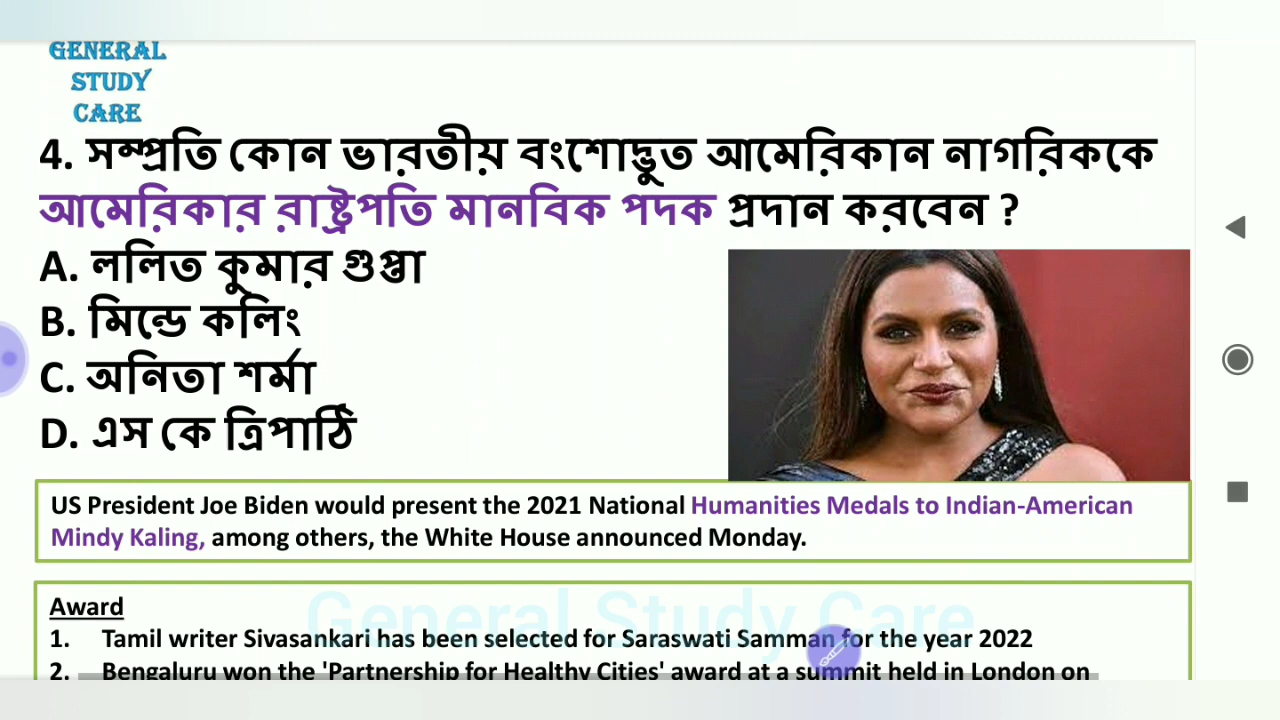 GENERAL
STUDY
CARE
4. সম্প্রতি কোন ভারতীয় বংশোদ্ভুত আমেরিকান নাগরিককে
আমেরিকার রাষ্ট্রপতি মানবিক পদক প্রদান করবেন ?
A. ললিত কুমার গুপ্তা
B. মিন্ডে কলিং
C. অনিতা শর্মা
D. এস কে ত্রিপাঠি
US President Joe Biden would present the 2021 National Humanities Medals to Indian-American
Mindy Kaling, among others, the White House announced Monday.
Award
General Study Care
1. Tamil writer Sivasankari has been selected for Saraswati Samman for the year 2022
2. Bengaluru won the 'Partnership for Healthy Cities' award at a summit held in London on